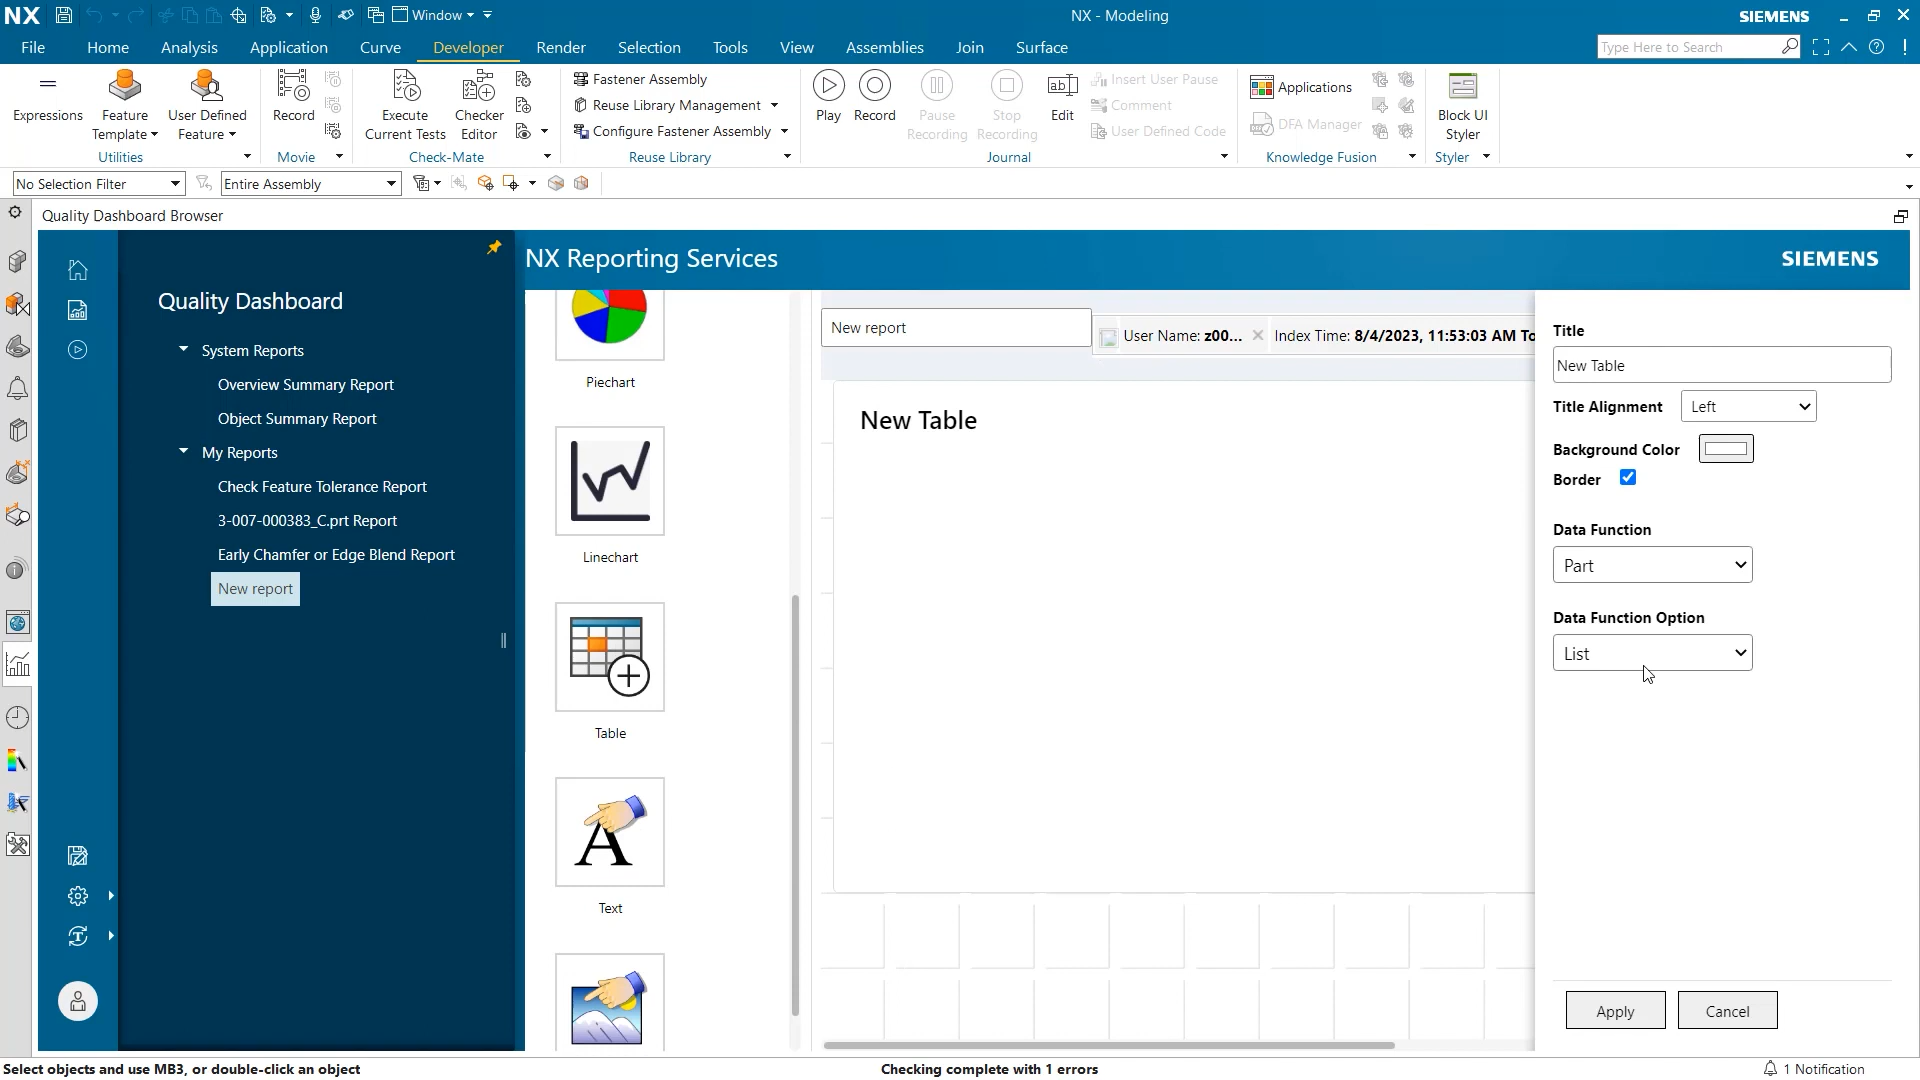 NX
Window
NX - Modeling
SIEMENS
File
Home
Analysis
Application
Curve
Developer
Render
Selection
Tools
View
Assemblies
Join
Surface
Type Here to Search
Expressions
Feature
Template
User Defined
Feature
Utilities
Record
Movie
Execute
Current Tests
Checker
Editor
Check-Mate
Fastener Assembly
Reuse Library Management
Configure Fastener Assembly
Reuse Library
Play
Record
Pause
Recording
Stop
Recording
Edit
Insert User Pause
Comment
User Defined Code
Journal
Applications
DFA Manager
Knowledge Fusion
Block UI
Styler
Styler
No Selection Filter
Entire Assembly
Quality Dashboard Browser
NX Reporting Services
SIEMENS
Quality Dashboard
System Reports
Overview Summary Report
Object Summary Report
My Reports
Check Feature Tolerance Report
3-007-000383_C.prt Report
Early Chamfer or Edge Blend Report
New report
Piechart
Linechart
Table
Text
New report
User Name: z00...
Index Time: 8/4/2023, 11:53:03 AM To
New Table
Title
New Table
Title Alignment
Left
Background Color
Border
Data Function
Part
Data Function Option
List
Apply
Cancel
Select objects and use MB3, or double-click an object
Checking complete with 1 errors
1 Notification